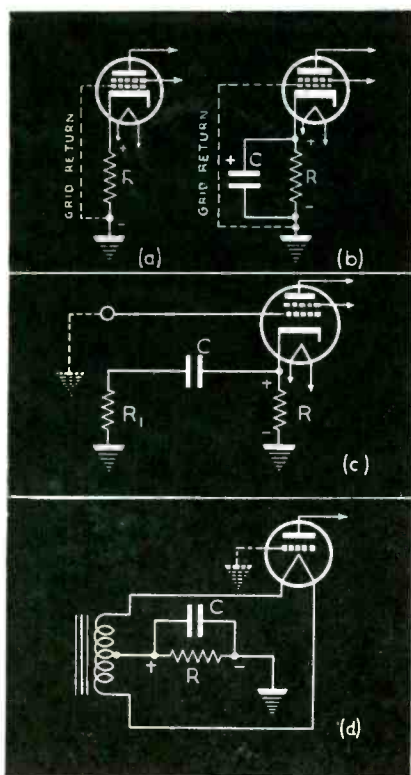 GRID RETURN
+
R
-
(a)
GRID RETURN
+
C
+
R
-
(b)
C
R1
+
R
-
(c)
C
+
R
-
(d)